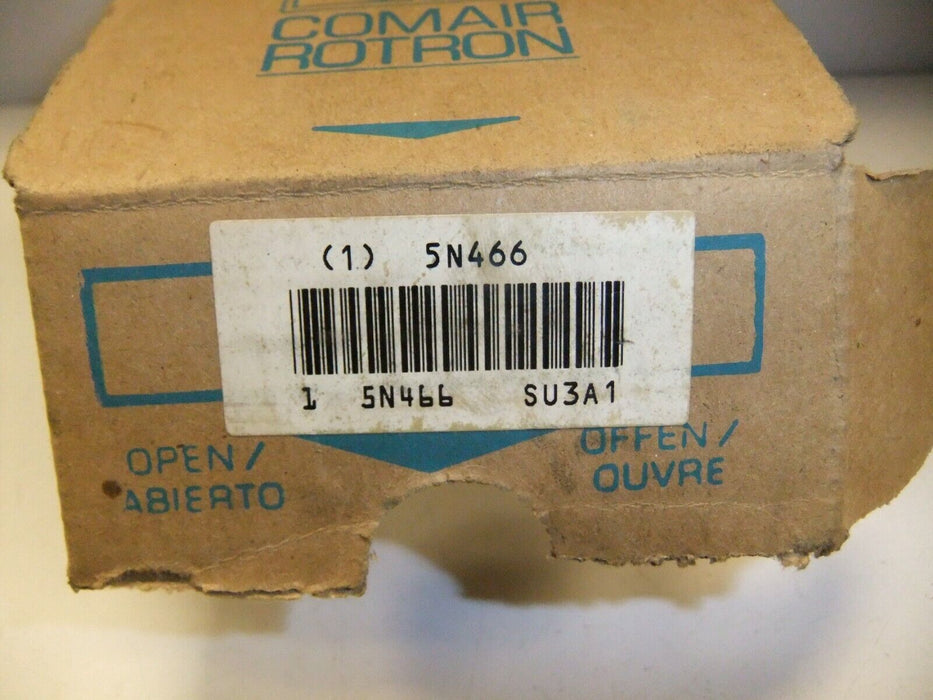 COMAIR
ROTRON
(1) 5N466
1 5N466 SU3A1
OPEN/
ABIERTO
OFFEN/
OUVRE